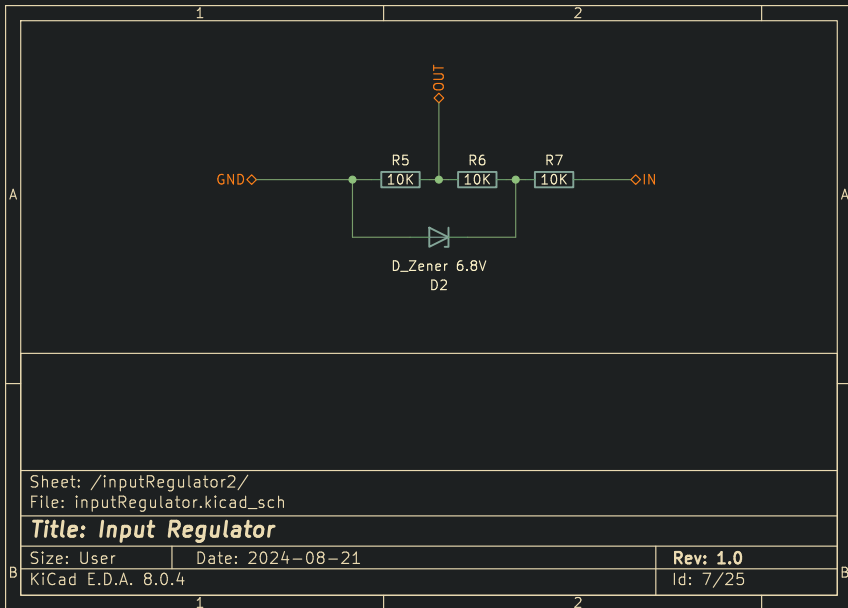 1 2
OUT
R5 R6 R7
GND 10K 10K 10K IN
A A
D_Zener 6.8V
D2
Sheet: /inputRegulator2/
File: inputRegulator.kicad_sch
Title: Input Regulator
Size: User Date: 2024-08-21 Rev: 1.0
B B
KiCad E.D.A. 8.0.4 Id: 7/25
1 2